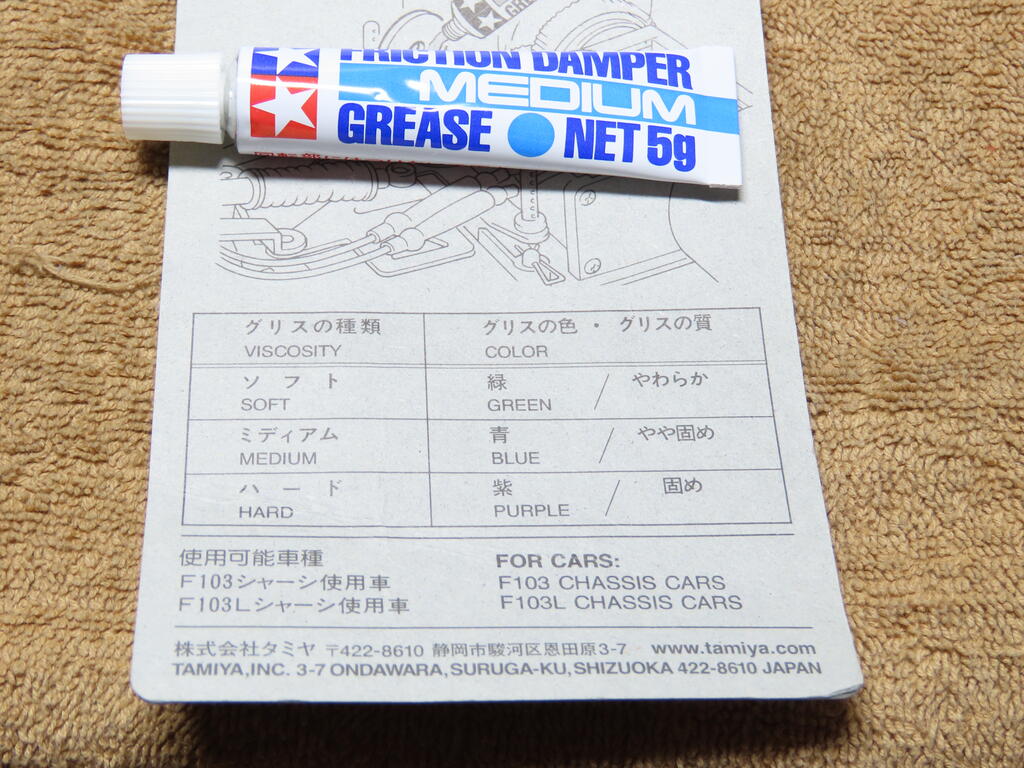 FRICTION DAMPER
MEDIUM
GREASE NET 5g
グリスの種類 グリスの色・グリスの質
VISCOSITY COLOR
ソフト 緑 / やわらか
SOFT GREEN
ミディアム 青 / やや固め
MEDIUM BLUE
ハード 紫 / 固め
HARD PURPLE
使用可能車種 FOR CARS:
F103シャーシ使用車 F103 CHASSIS CARS
F103Lシャーシ使用車 F103L CHASSIS CARS
株式会社タミヤ 〒422-8610 静岡市駿河区恩田原3-7 www.tamiya.com
TAMIYA,INC. 3-7 ONDAWARA,SURUGA-KU,SHIZUOKA 422-8610 JAPAN